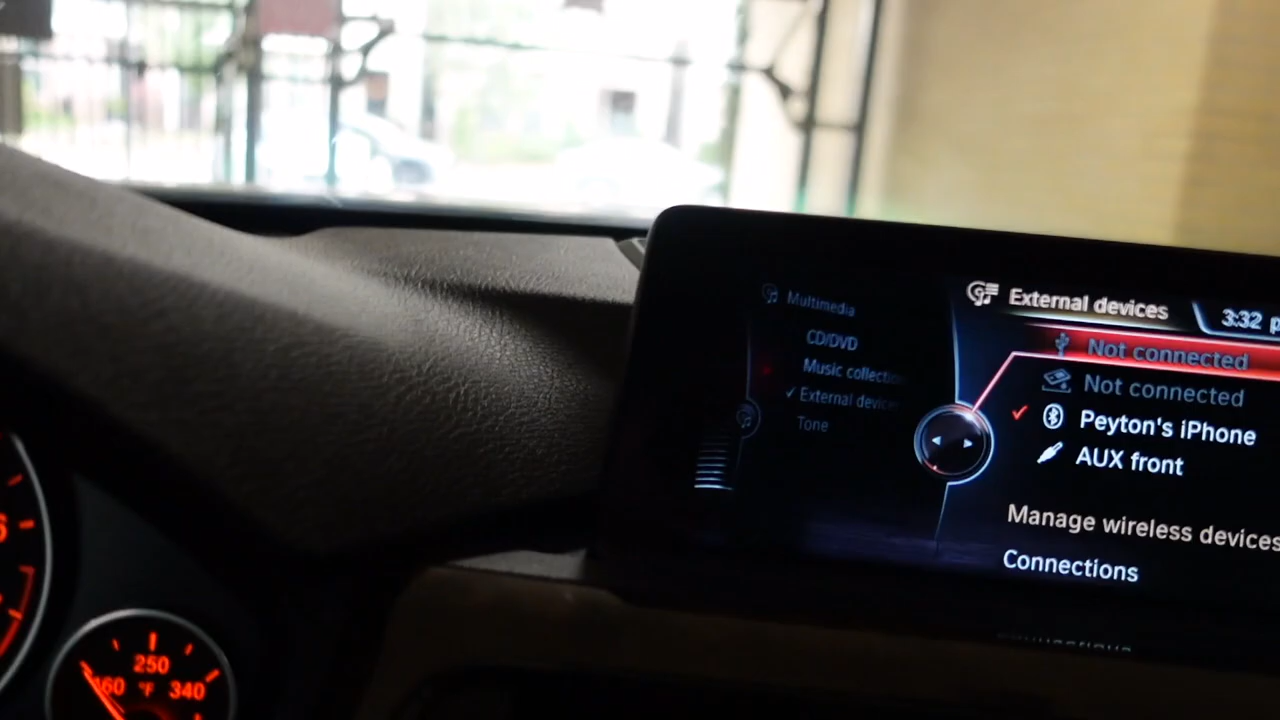 Multimedia
CD/DVD
Music collection
External devices
Tone
External devices
3:32 p
Not connected
Not connected
Peyton's iPhone
AUX front
Manage wireless devices
Connections
6
250
160 °F 340